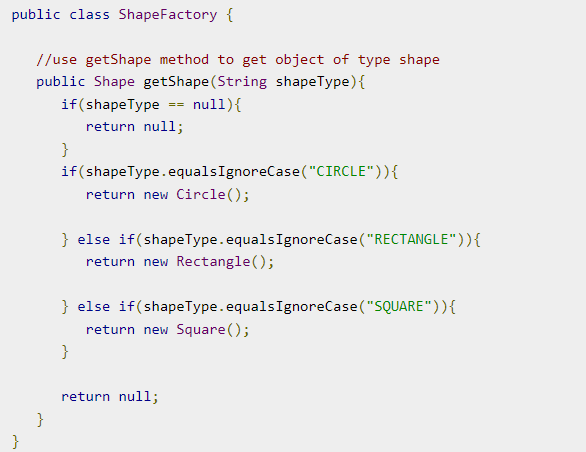 public class ShapeFactory {
//use getShape method to get object of type shape
public Shape getShape(String shapeType){
if(shapeType == null){
return null;
}
if(shapeType.equalsIgnoreCase("CIRCLE")){
return new Circle();
} else if(shapeType.equalsIgnoreCase("RECTANGLE")){
return new Rectangle();
} else if(shapeType.equalsIgnoreCase("SQUARE")){
return new Square();
}
return null;
}
}